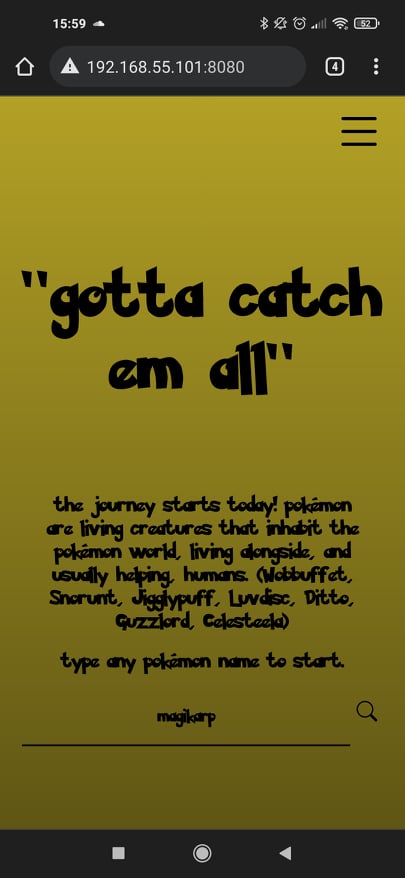 15:59
52
192.168.55.101:8080
4
"gotta catch
em all"
the journey starts today! pokémon
are living creatures that inhabit the
pokémon world, living alongside, and
usually helping, humans. (Wobbuffet,
Snorunt, Jigglypuff, Luvdisc, Ditto,
Guzzlord, Celesteela)
type any pokémon name to start.
magikarp